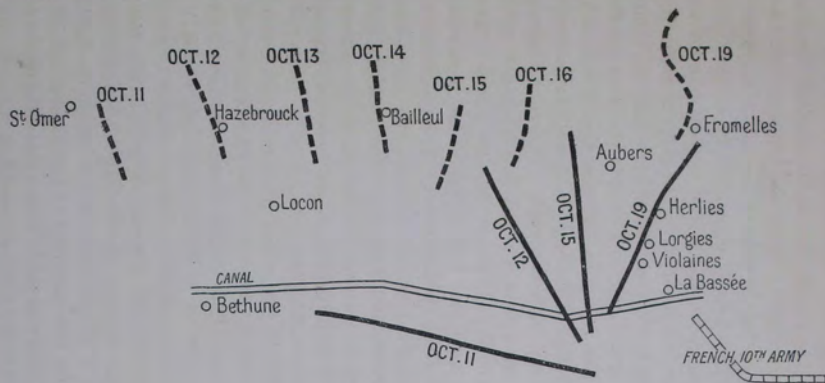 OCT. 11
OCT. 12
OCT. 13
OCT. 14
OCT. 15
OCT. 16
OCT. 19
St. Omer
Hazebrouck
Bailleul
Fromelles
Aubers
Locon
OCT. 12
OCT. 15
OCT. 19
Herlies
Lorgies
Violaines
La Bassée
CANAL
Bethune
OCT. 11
FRENCH 10TH ARMY